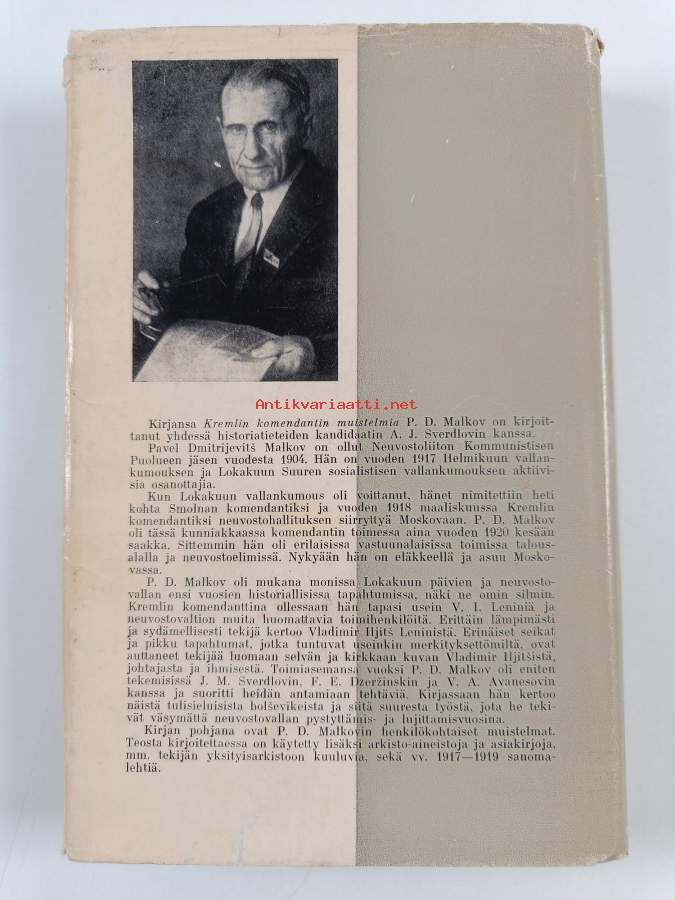 Antikvariaatti.net
Kirjansa Kremlin komendantin muistelmia P. D. Malkov on kirjoit-
tanut yhdessä historiatieteiden kandidaatin A. J. Sverdlovin kanssa.
Pavel Dmitrijevitš Malkov on ollut Neuvostoliiton Kommunistisen
Puolueen jäsen vuodesta 1904. Hän on vuoden 1917 Helmikuun vallan-
kumouksen ja Lokakuun Suuren sosialistisen vallankumouksen aktiivi-
sia osanottajia.
Kun Lokakuun vallankumous oli voittanut, hänet nimitettiin heti
kohta Smolnan komendantiksi ja vuoden 1918 maaliskuussa Kremlin
komendantiksi neuvostohallituksen siirryttyä Moskovaan. P. D. Malkov
oli tässä kunniakkaassa komendantin toimessa aina vuoden 1920 kesään
saakka. Sittemmin hän oli erilaisissa vastuunalaisissa toimissa talous-
alalla ja neuvostoelimissä. Nykyään hän on eläkkeellä ja asuu Mosko-
vassa.
P. D. Malkov oli mukana monissa Lokakuun päivien ja neuvosto-
vallan ensi vuosien historiallisissa tapahtumissa, näki ne omin silmin.
Kremlin komendanttina ollessaan hän tapasi usein V. I. Leniniä ja
neuvostovaltion muita huomattavia toimihenkilöitä. Erittäin lämpimästi
ja sydämellisesti tekijä kertoo Vladimir Iljitš Leninistä. Erinäiset seikat
ja pikku tapahtumat, jotka tuntuvat useinkin merkityksettömiltä, ovat
auttaneet tekijää luomaan selvän ja kirkkaan kuvan Vladimir Iljitšistä,
johtajasta ja ihmisestä. Toimiasemansa vuoksi P. D. Malkov oli eniten
tekemisissä J. M. Sverdlovin, F. E. Dzeržinskin ja V. A. Avanesovin
kanssa ja suoritti heidän antamiaan tehtäviä. Kirjassaan hän kertoo
näistä tulisieluisista bolševikeista ja siitä suuresta työstä, jota he teki-
vät väsymättä neuvostovallan pystyttämis- ja lujittamisvuosina.
Kirjan pohjana ovat P. D. Malkovin henkilökohtaiset muistelmat.
Teosta kirjoitettaessa on käytetty lisäksi arkisto-aineistoja ja asiakirjoja,
mm. tekijän yksityisarkistoon kuuluvia, sekä vv. 1917—1919 sanoma-
lehtiä.